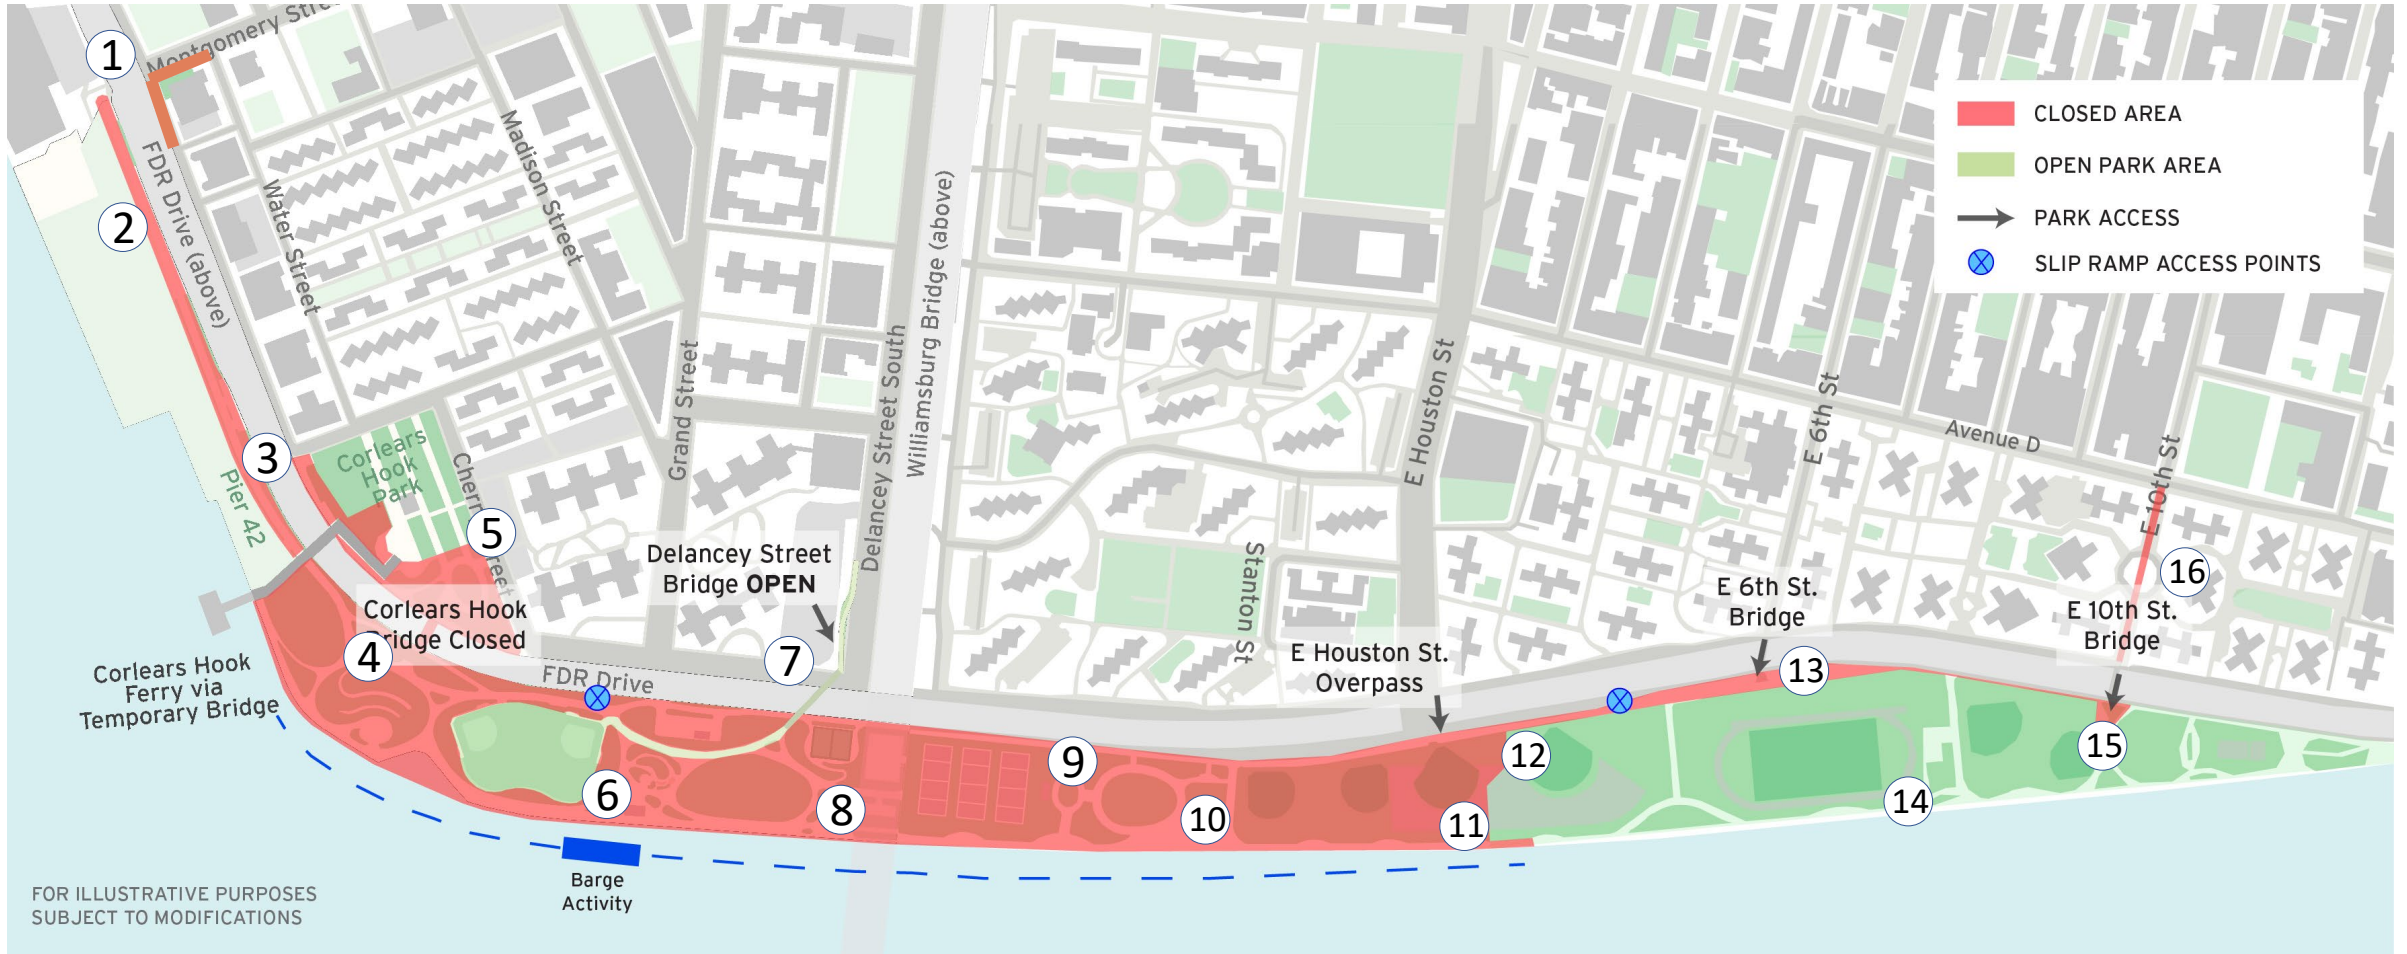 1
Montgomery Stre
2
FDR Drive (above)
Water Street
Madison Street
3
Pier 42
Corlears
Hook
Park
Cherry Street
5
Corlears Hook
Bridge Closed
4
Corlears Hook
Ferry via
Temporary Bridge
FDR Drive
Grand Street
Delancey Street
Bridge OPEN
7
Delancey Street South
Williamsburg Bridge (above)
6
8
9
10
11
12
13
14
15
16
Barge
Activity
Stanton St
E Houston St
E Houston St.
Overpass
E 6th St
E 6th St.
Bridge
Avenue D
E 10th St
E 10th St.
Bridge
CLOSED AREA
OPEN PARK AREA
PARK ACCESS
SLIP RAMP ACCESS POINTS
FOR ILLUSTRATIVE PURPOSES
SUBJECT TO MODIFICATIONS